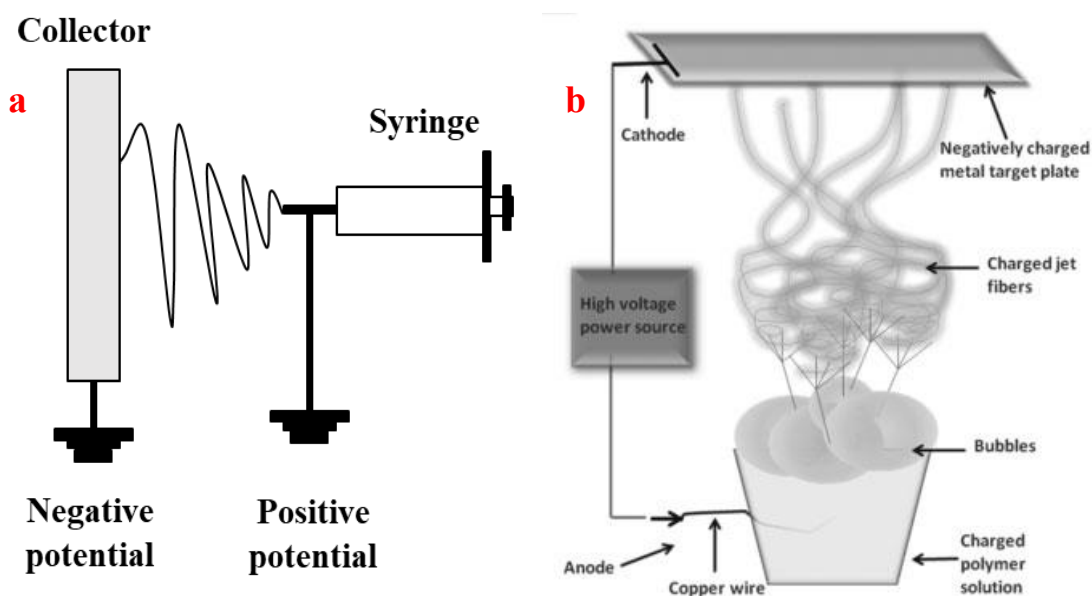 Collector
a
Syringe
Negative
potential
Positive
potential
b
Cathode
Negatively charged
metal target plate
Charged jet
fibers
High voltage
power source
Bubbles
Anode
Copper wire
Charged
polymer
solution